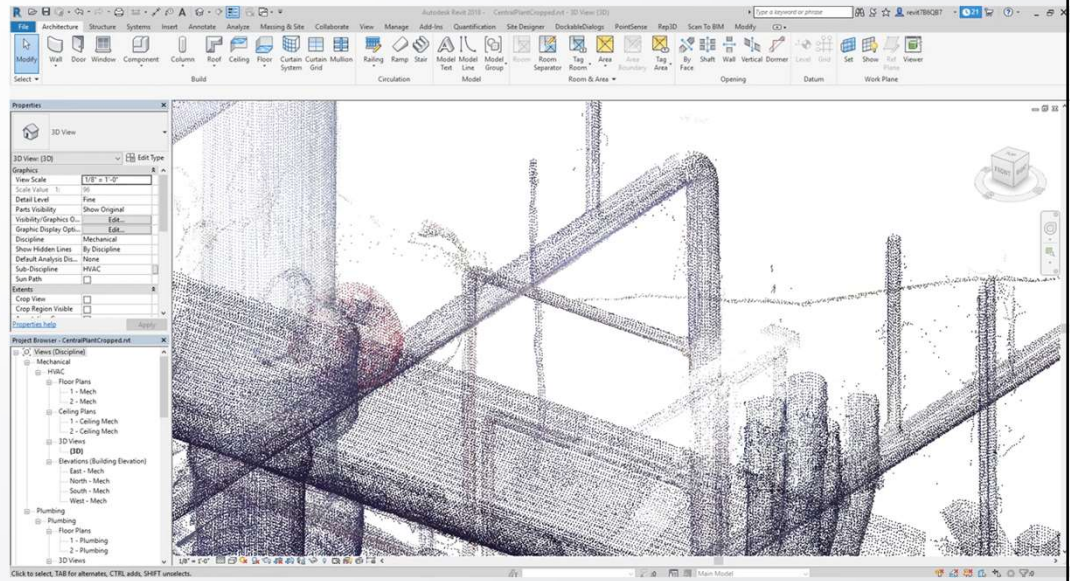 Autodesk Revit 2018 - CentralPlantCropped.rvt - 3D View: {3D}
Type a keyword or phrase
revit7B6QB7
21
File Architecture Structure Systems Insert Annotate Analyze Massing & Site Collaborate View Manage Add-Ins Quantification Site Designer DockableDialogs PointSense Rep3D Scan To BIM Modify
Modify Wall Door Window Component Column Roof Ceiling Floor Curtain System Curtain Grid Mullion Railing Ramp Stair Model Text Model Line Model Group Room Room Separator Tag Room Area Area Boundary Tag Area By Face Shaft Wall Vertical Dormer Level Grid Set Show Ref Plane Viewer
Select Build Circulation Model Room & Area Opening Datum Work Plane
Properties
3D View
3D View: {3D} Edit Type
Graphics
View Scale 1/8" = 1'-0"
Scale Value 1: 96
Detail Level Fine
Parts Visibility Show Original
Visibility/Graphics O... Edit...
Graphic Display Opti... Edit...
Discipline Mechanical
Show Hidden Lines By Discipline
Default Analysis Dis... None
Sub-Discipline HVAC
Sun Path
Extents
Crop View
Crop Region Visible
Properties help Apply
Project Browser - CentralPlantCropped.rvt
Views (Discipline)
Mechanical
HVAC
Floor Plans
1 - Mech
2 - Mech
Ceiling Plans
1 - Ceiling Mech
2 - Ceiling Mech
3D Views
{3D}
Elevations (Building Elevation)
East - Mech
North - Mech
South - Mech
West - Mech
Plumbing
Plumbing
Floor Plans
1 - Plumbing
2 - Plumbing
3D Views
RIGHT
1/8" = 1'-0"
Click to select, TAB for alternates, CTRL adds, SHIFT unselects.
:0
Main Model
:0